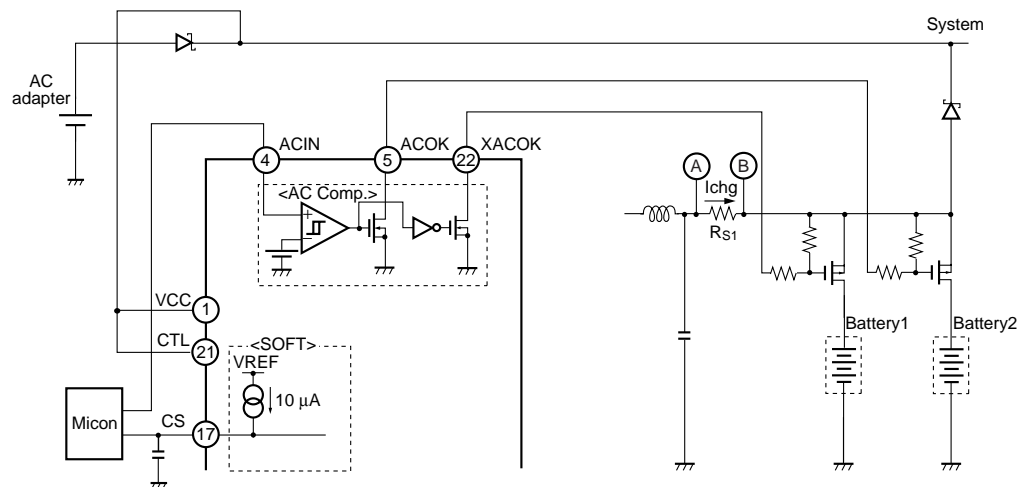 System
AC
adapter
ACIN
ACOK
XACOK
4
5
22
A
B
<AC Comp.>
Ichg
+
−
RS1
VCC
1
Battery1
Battery2
CTL
21
<SOFT>
VREF
10 μA
Micon
CS
17